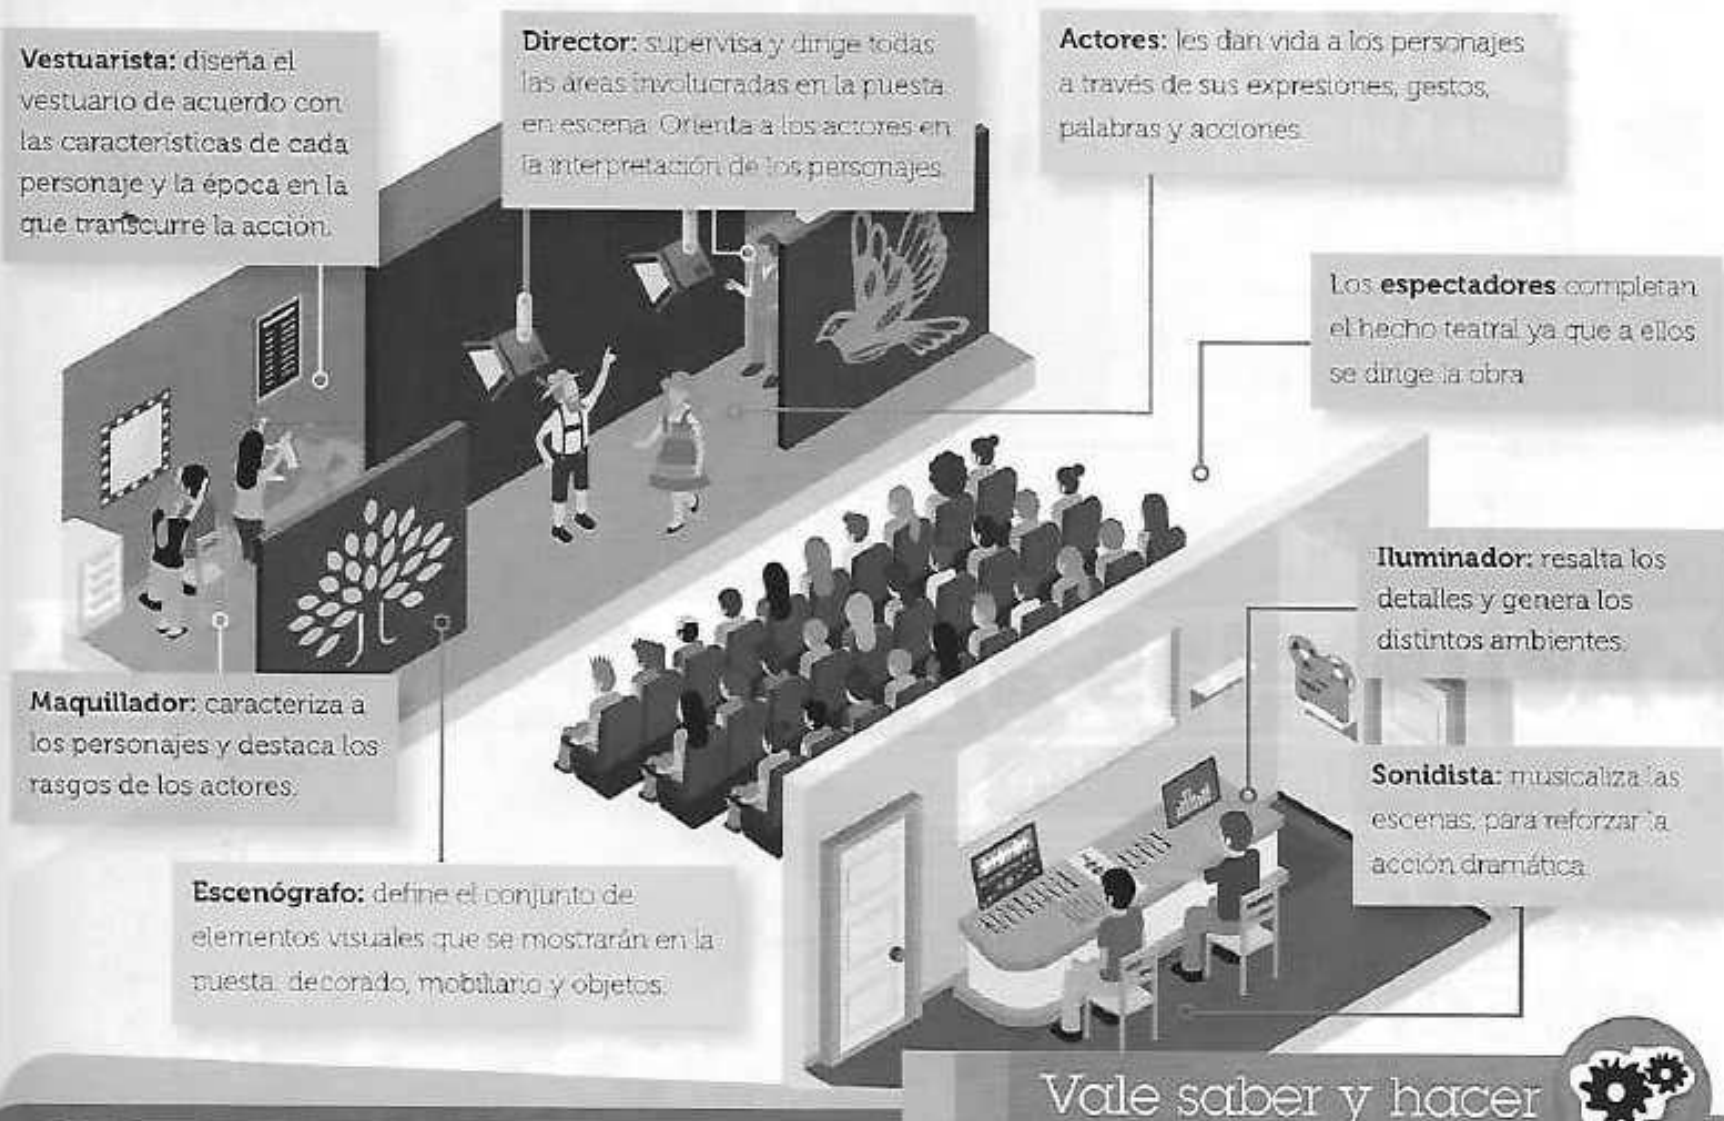 Vestuarista: diseña el
vestuario de acuerdo con
las características de cada
personaje y la época en la
que transcurre la acción.
Director: supervisa y dirige todas
las áreas involucradas en la puesta
en escena. Orienta a los actores en
la interpretación de los personajes.
Actores: les dan vida a los personajes
a través de sus expresiones, gestos,
palabras y acciones.
Los espectadores completan
el hecho teatral ya que a ellos
se dirige la obra.
Iluminador: resalta los
detalles y genera los
distintos ambientes.
Maquillador: caracteriza a
los personajes y destaca los
rasgos de los actores.
Sonidista: musicaliza las
escenas, para reforzar la
acción dramática.
Escenógrafo: define el conjunto de
elementos visuales que se mostrarán en la
puesta: decorado, mobiliario y objetos.
Vale saber y hacer